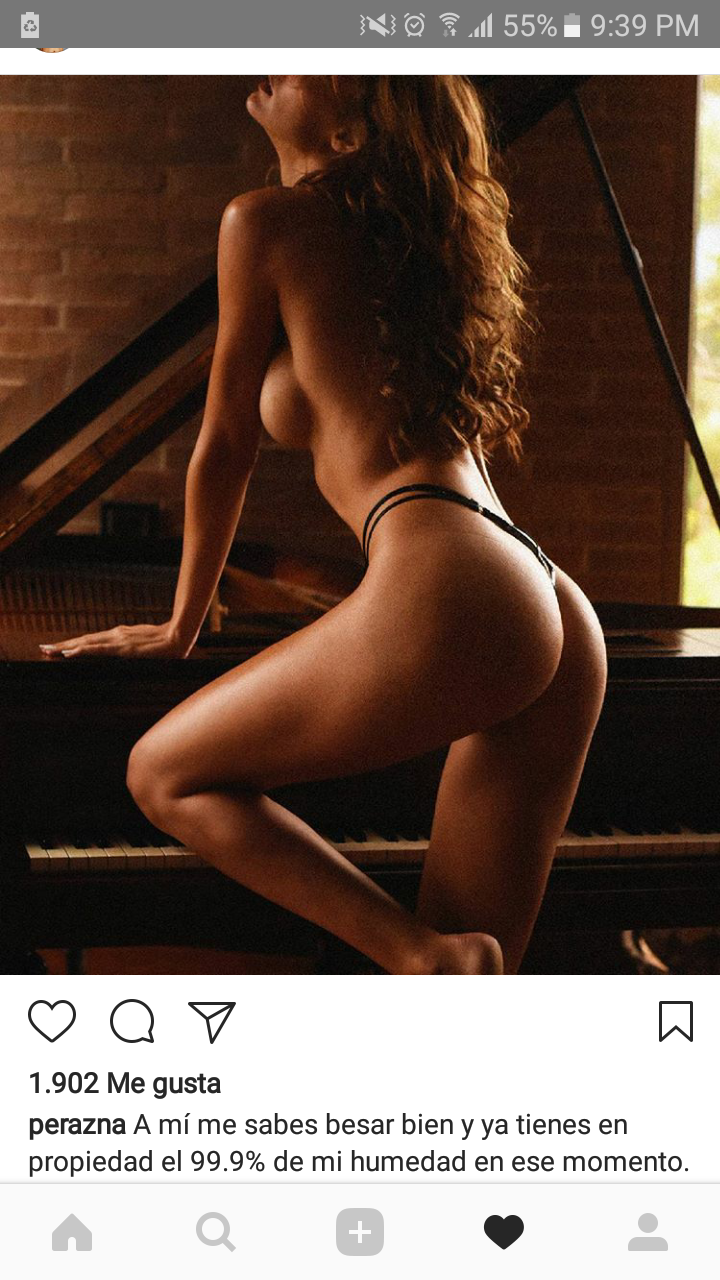 55% 9:39 PM
1.902 Me gusta
perazna A mí me sabes besar bien y ya tienes en
propiedad el 99.9% de mi humedad en ese momento.